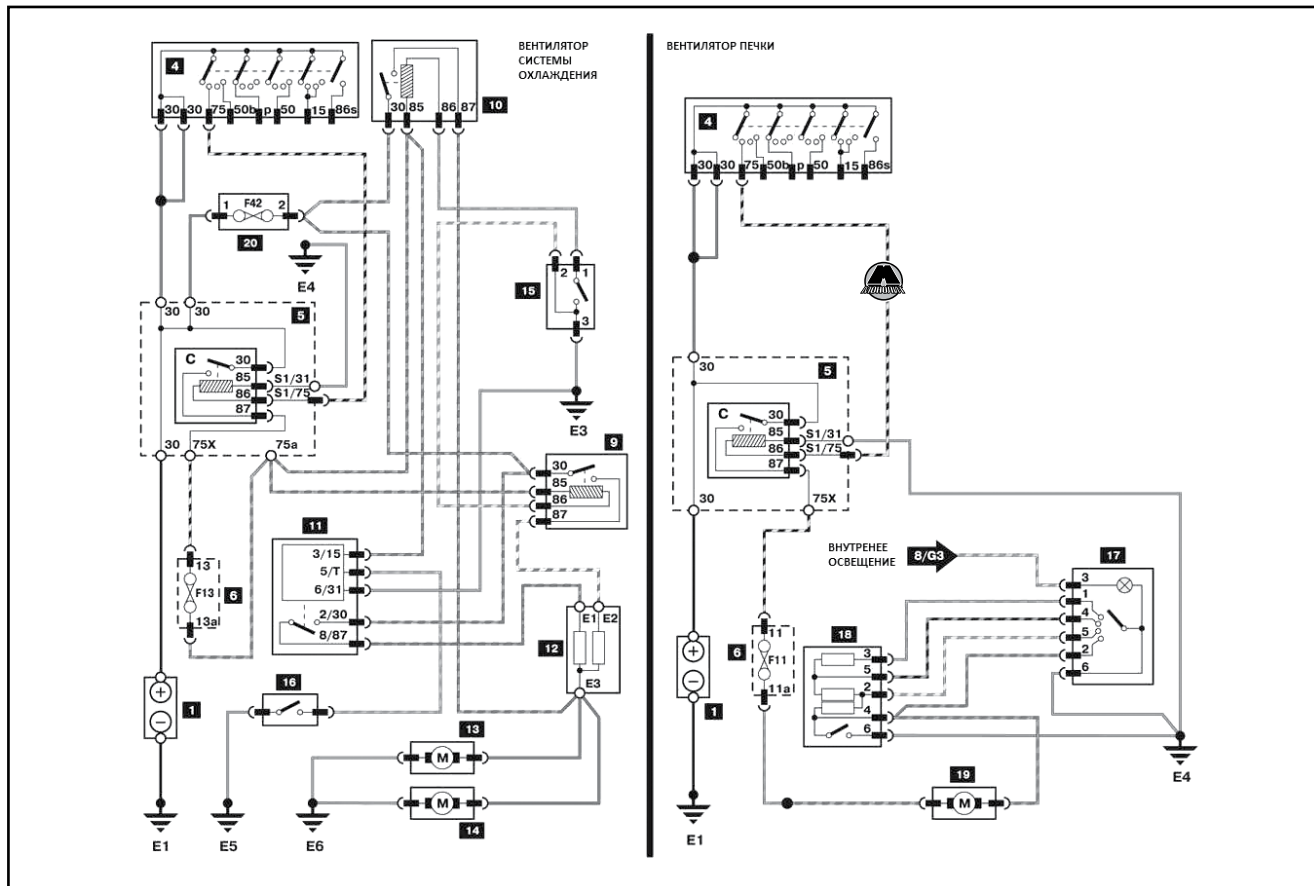 ВЕНТИЛЯТОР
СИСТЕМЫ
ОХЛАЖДЕНИЯ
4
30 30 75 50b p 50 15 86s
30 85 86 87
10
1 F42 2
20
E4
2 1
15
3
E3
30 30
5
C
30
85 S1/31
86 S1/75
87
30 75X 75a
9
30
85
86
87
11
3/15
5/T
6/31
2/30
8/87
13
F13
13a
6
E1 E2
12
E3
16
1
13
M
M
14
E1 E5 E6
ВЕНТИЛЯТОР ПЕЧКИ
4
30 30 75 50b p 50 15 86s
30
5
C
30
85 S1/31
86 S1/75
87
30 75X
ВНУТРЕНЕЕ
ОСВЕЩЕНИЕ
8/G3
17
3
1
4
5
2
6
11
F11
11a
6
18
3
5
2
4
6
1
E4
19
M
E1